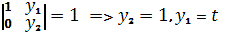 |1 y₁; 0 y₂| = 1 => y₂ = 1, y₁ = t